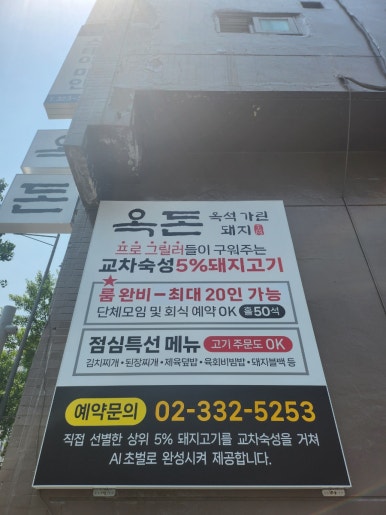 옥돈 옥석 가린 돼지
프로 그릴러들이 구워주는
교차숙성 5% 돼지고기
룸 완비 – 최대 20인 가능
단체모임 및 회식 예약 OK 홀 50석
점심특선 메뉴 고기 주문도 OK
김치찌개 · 된장찌개 · 제육덮밥 · 육회비빔밥 · 돼지불백 등
예약문의 02-332-5253
직접 선별한 상위 5% 돼지고기를 교차숙성을 거쳐
AI 초벌로 완성시켜 제공합니다.